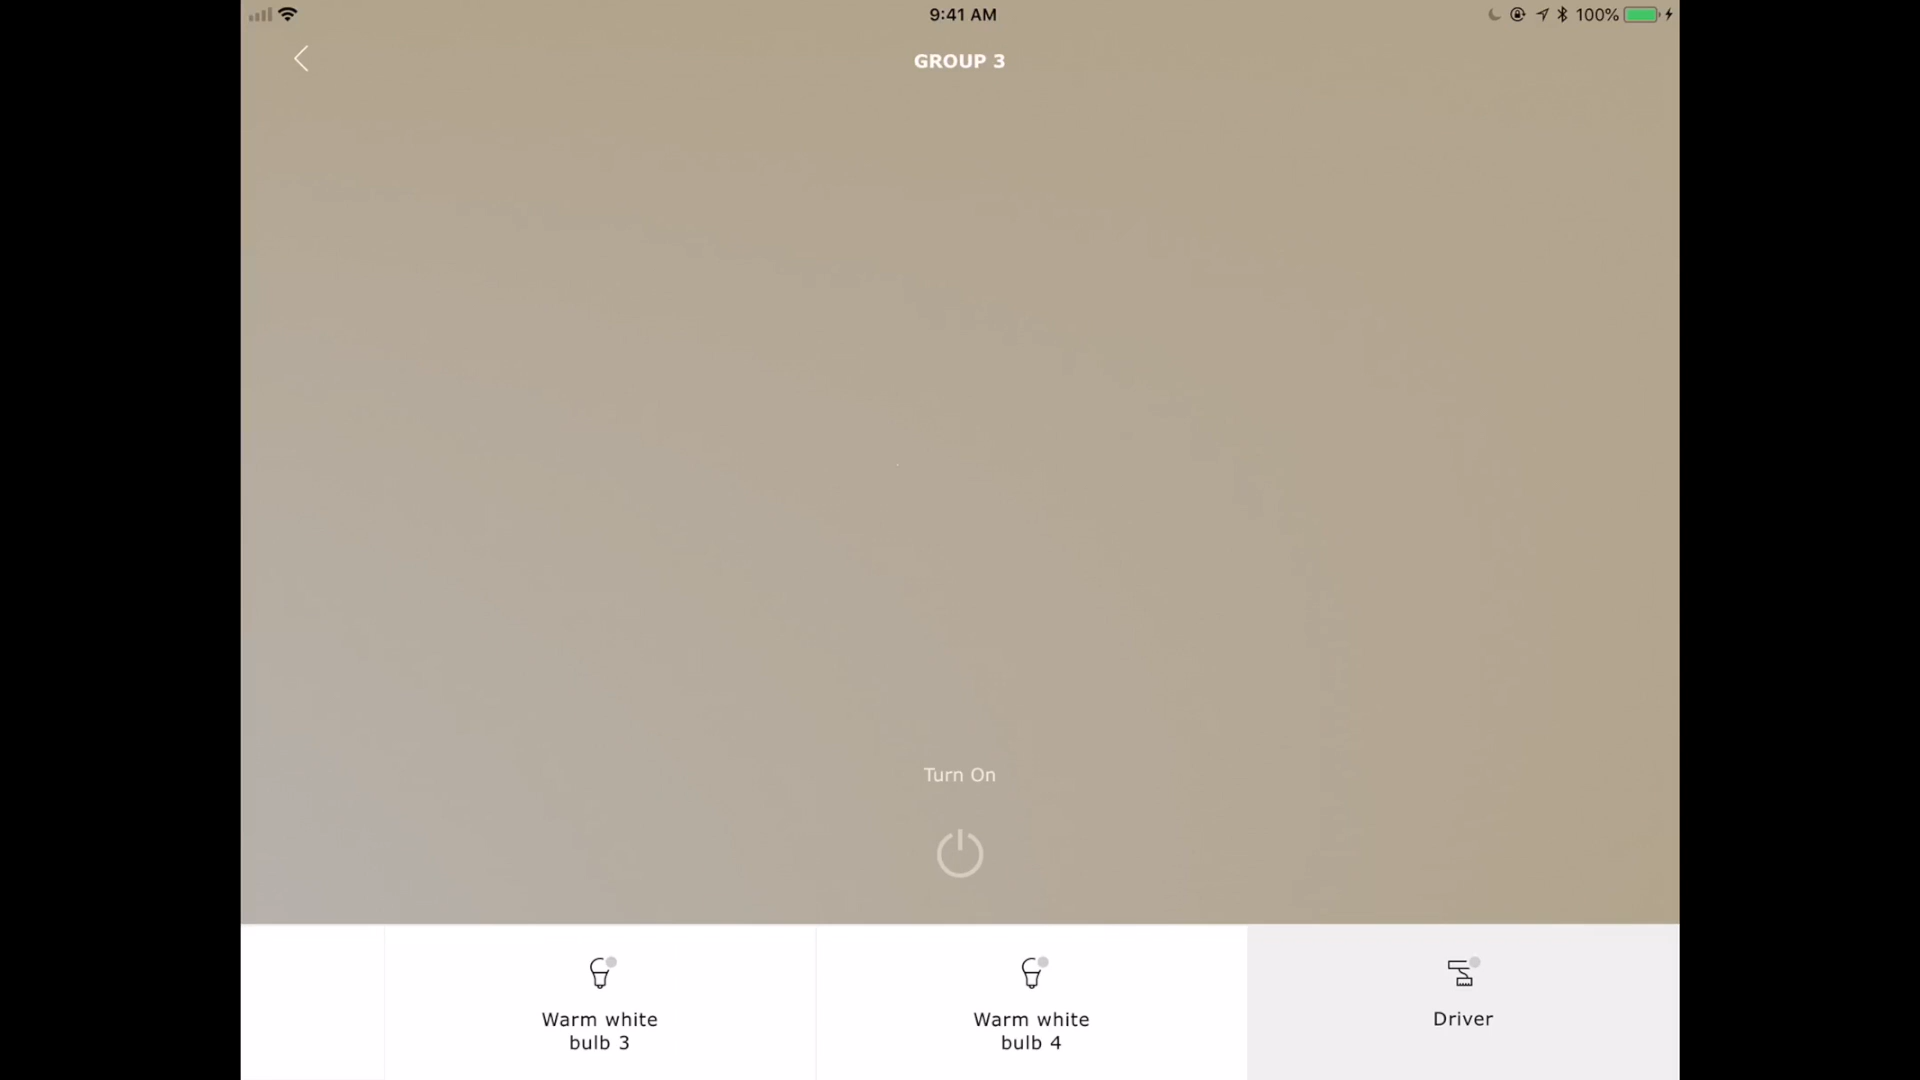 9:41 AM
100%
GROUP 3
Turn On
Warm white
bulb 3
Warm white
bulb 4
Driver